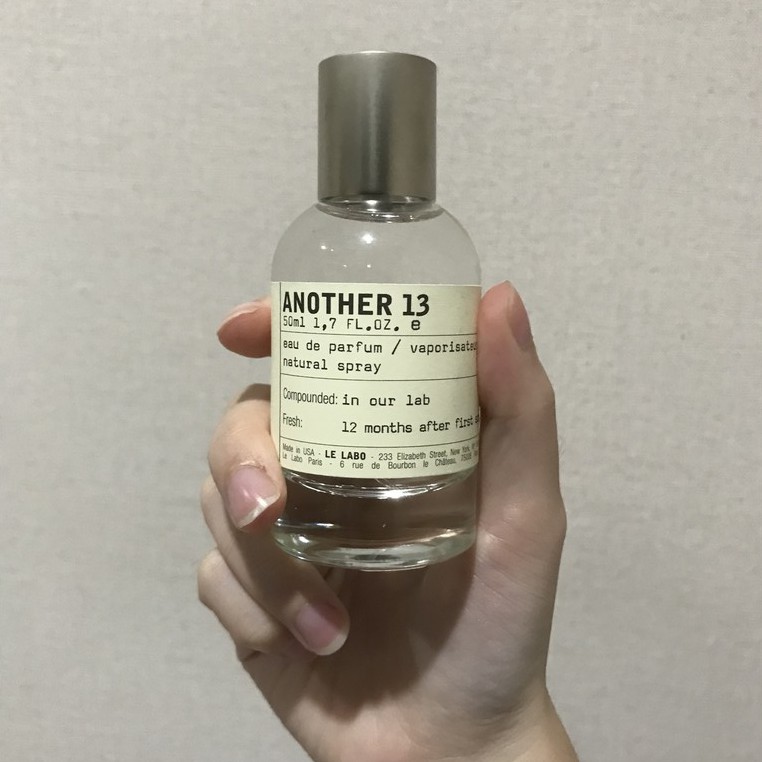 ANOTHER 13
50ml 1,7 FL.OZ. e
eau de parfum / vaporisateu
natural spray
Compounded: in our lab
Fresh: 12 months after first
Made in USA - LE LABO - 233 Elizabeth Street, New York,
Le Labo Paris - 6 rue de Bourbon le Château,